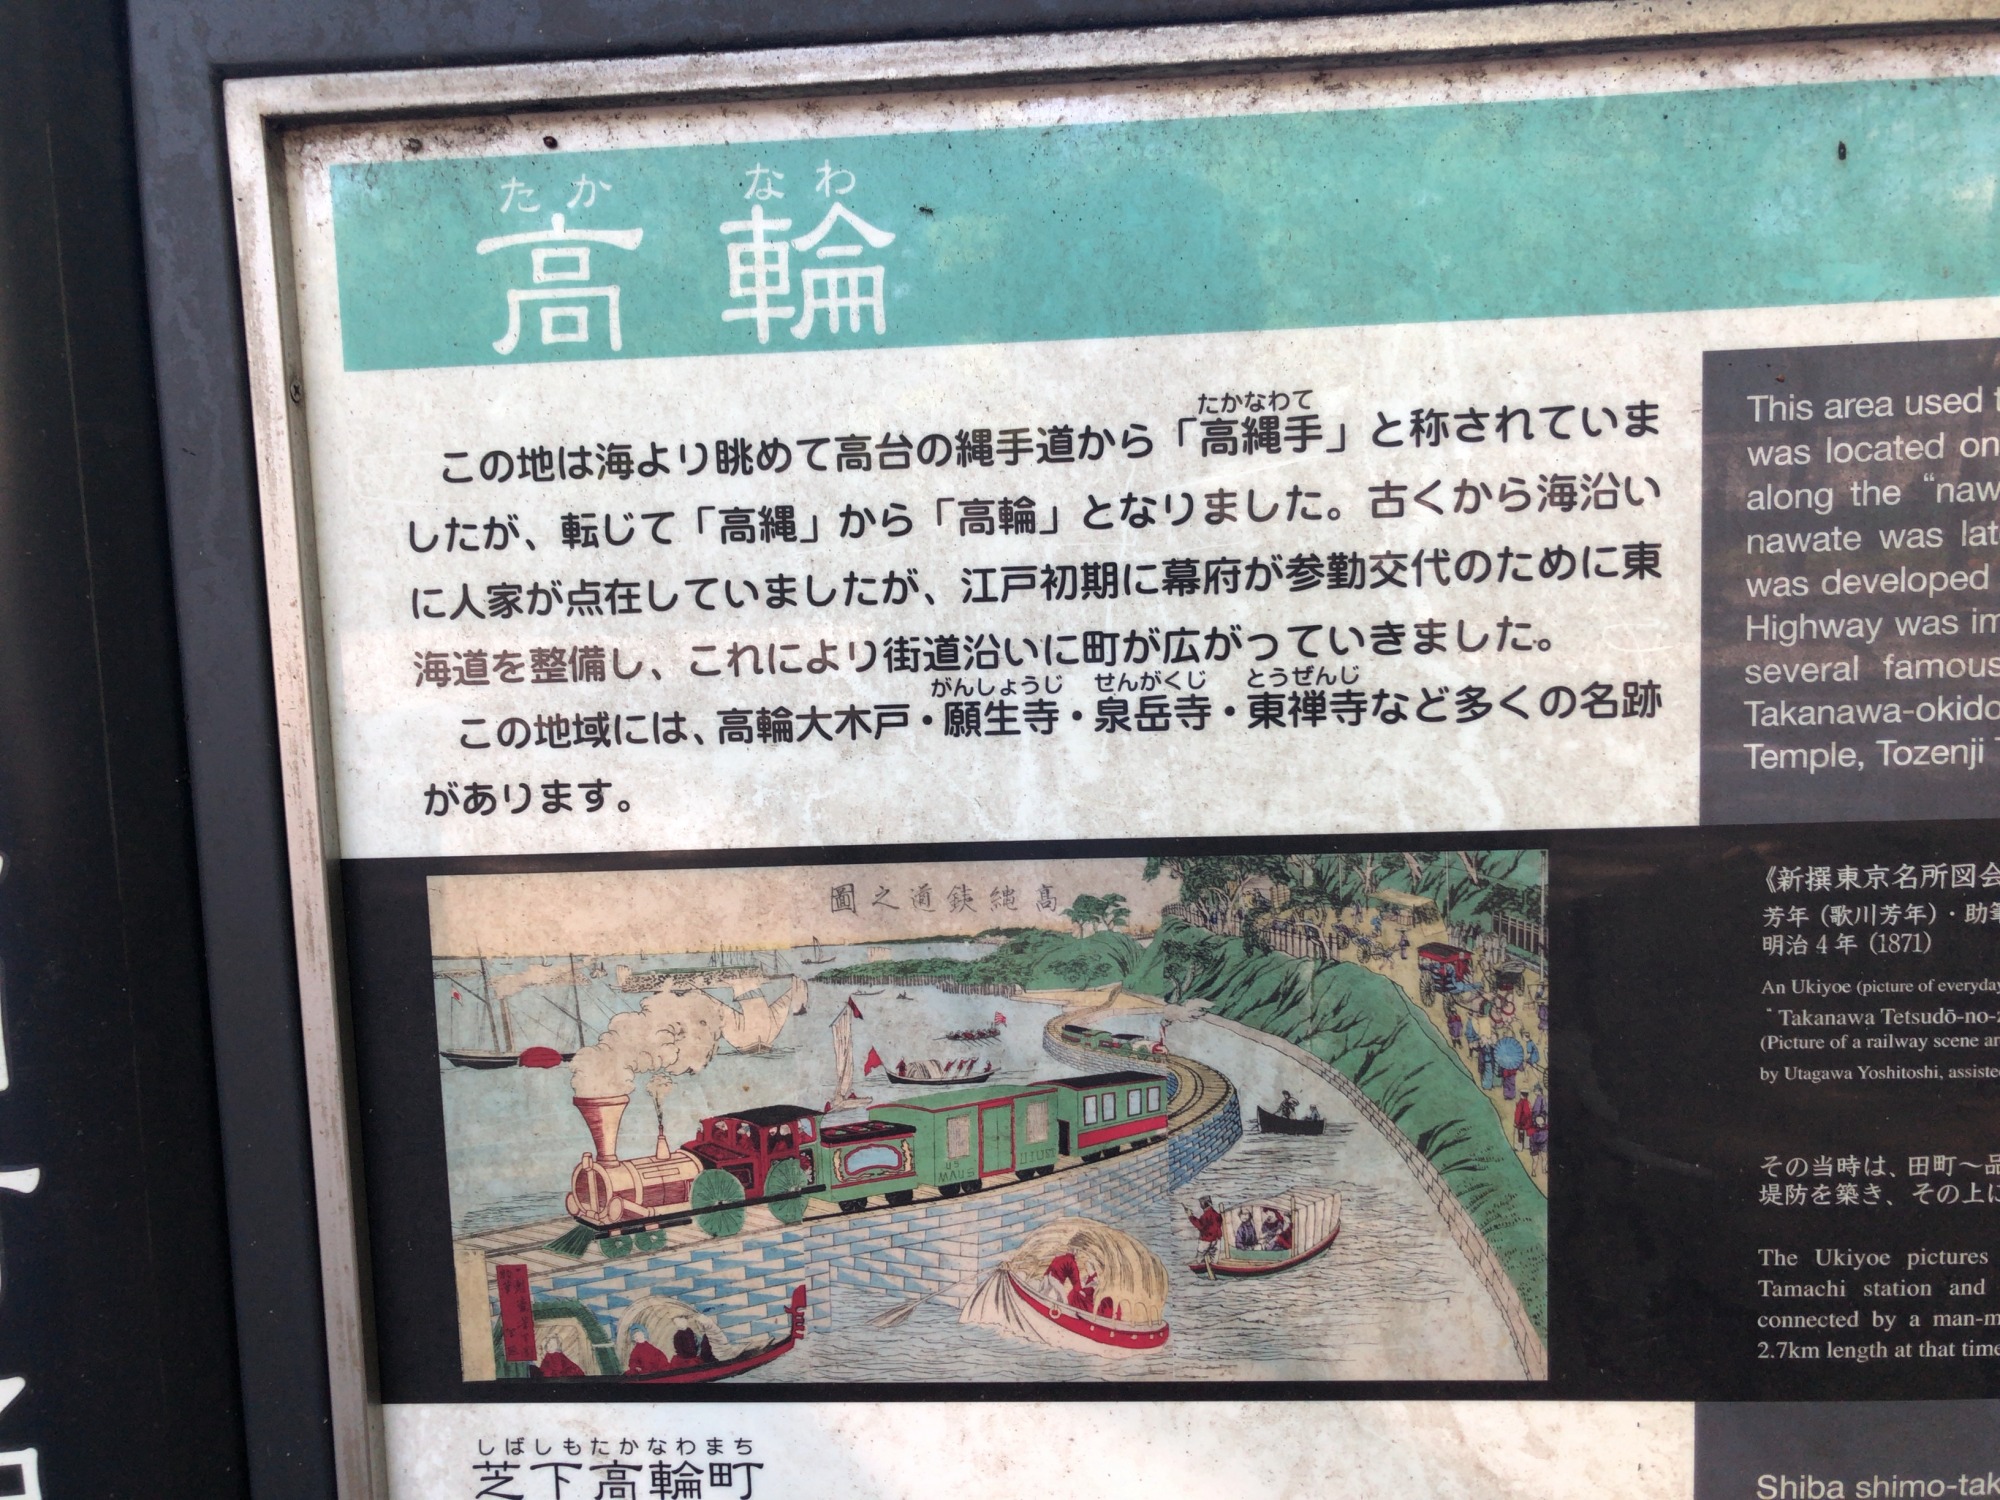 たかなわ
高輪
この地は海より眺めて高台の縄手道から「高縄手」と称されていま
たかなわて
したが、転じて「高縄」から「高輪」となりました。古くから海沿い
に人家が点在していましたが、江戸初期に幕府が参勤交代のために東
海道を整備し、これにより街道沿いに町が広がっていきました。
がんしょうじ せんがくじ とうぜんじ
この地域には、高輪大木戸・願生寺・泉岳寺・東禅寺など多くの名跡
があります。
This area used
was located on
along the “naw
nawate was lat
was developed
Highway was im
several famous
Takanawa-okido
Temple, Tozenji
圖之道鉄縄高
US
MAUS
《新撰東京名所図会
芳年（歌川芳年）・助筆
明治4年（1871）
An Ukiyoe (picture of everyday
Takanawa Tetsudō-no-z
(Picture of a railway scene ar
by Utagawa Yoshitoshi, assiste
その当時は、田町〜品
堤防を築き、その上に
The Ukiyoe pictures
Tamachi station and
connected by a man-m
2.7km length at that time
しばしもたかなわまち
芝下高輪町
Shiba shimo-tak